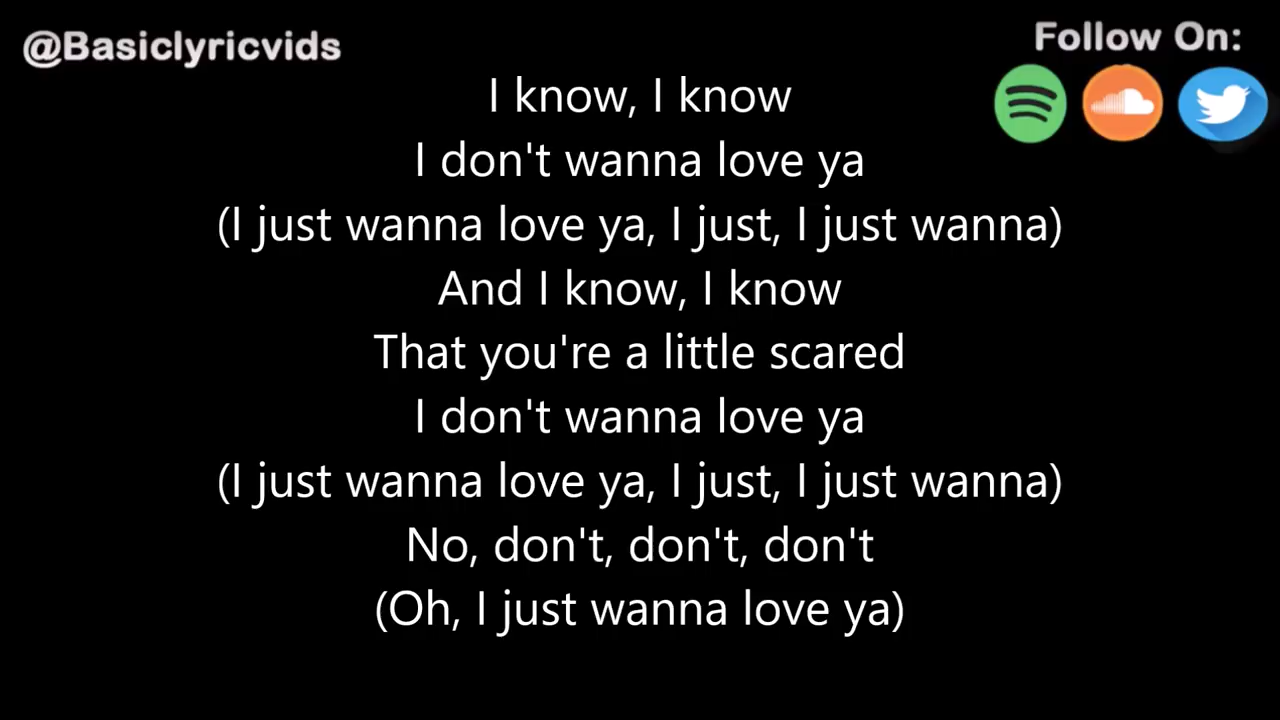 @Basiclyricvids
Follow On:
I know, I know
I don't wanna love ya
(I just wanna love ya, I just, I just wanna)
And I know, I know
That you're a little scared
I don't wanna love ya
(I just wanna love ya, I just, I just wanna)
No, don't, don't, don't
(Oh, I just wanna love ya)